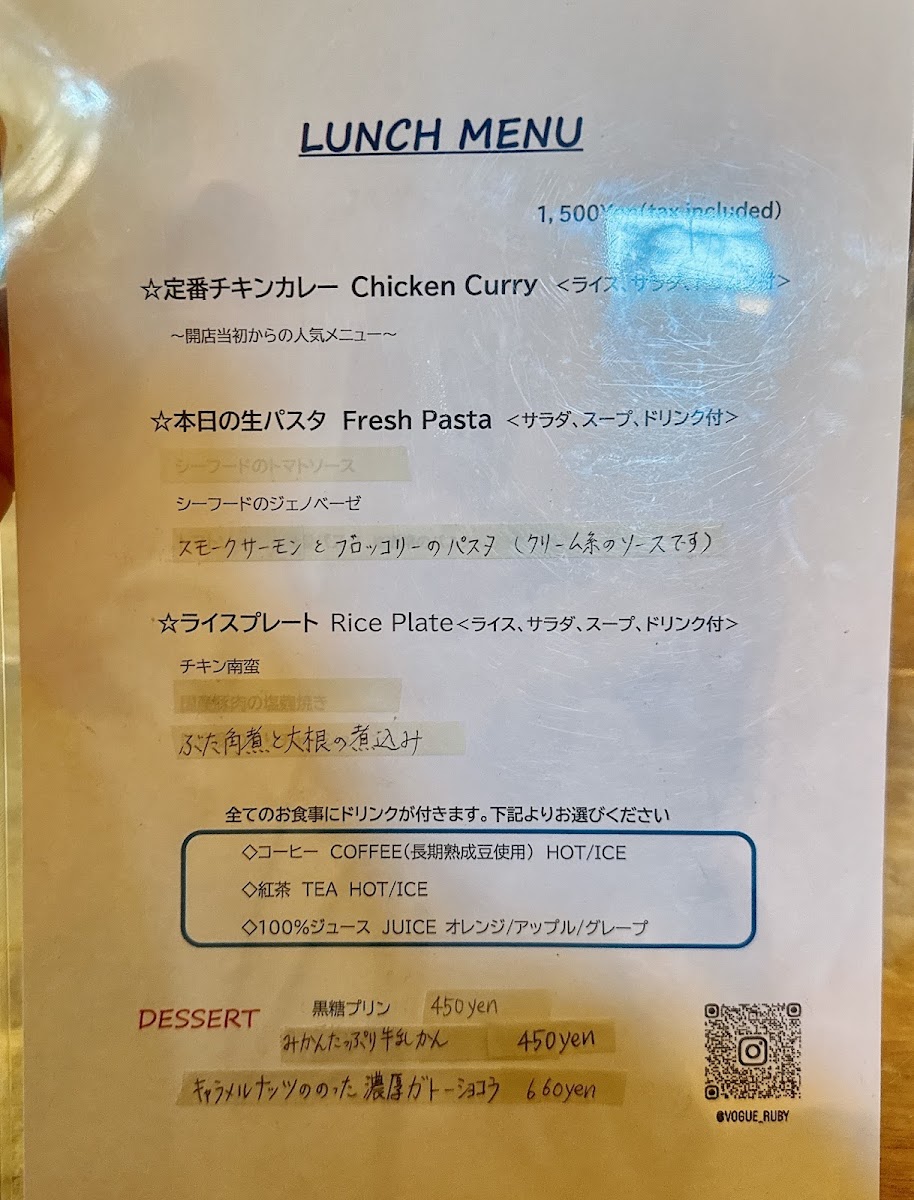 LUNCH MENU
1,500Yen(tax included)
☆定番チキンカレー Chicken Curry <ライス、サラダ、ドリンク付>
～開店当初からの人気メニュー～
☆本日の生パスタ Fresh Pasta <サラダ、スープ、ドリンク付>
シーフードのトマトソース
シーフードのジェノベーゼ
スモークサーモンとブロッコリーのパスタ (クリーム系のソースです)
☆ライスプレート Rice Plate<ライス、サラダ、スープ、ドリンク付>
チキン南蛮
国産豚肉の塩麹焼き
ぶた角煮と大根の煮込み
全てのお食事にドリンクが付きます。下記よりお選びください
◇コーヒー COFFEE(長期熟成豆使用) HOT/ICE
◇紅茶 TEA HOT/ICE
◇100%ジュース JUICE オレンジ/アップル/グレープ
DESSERT
黒糖プリン 450yen
みかんたっぷり牛乳かん 450yen
キャラメルナッツののった濃厚ガトーショコラ 660yen
@VOGUE_RUBY